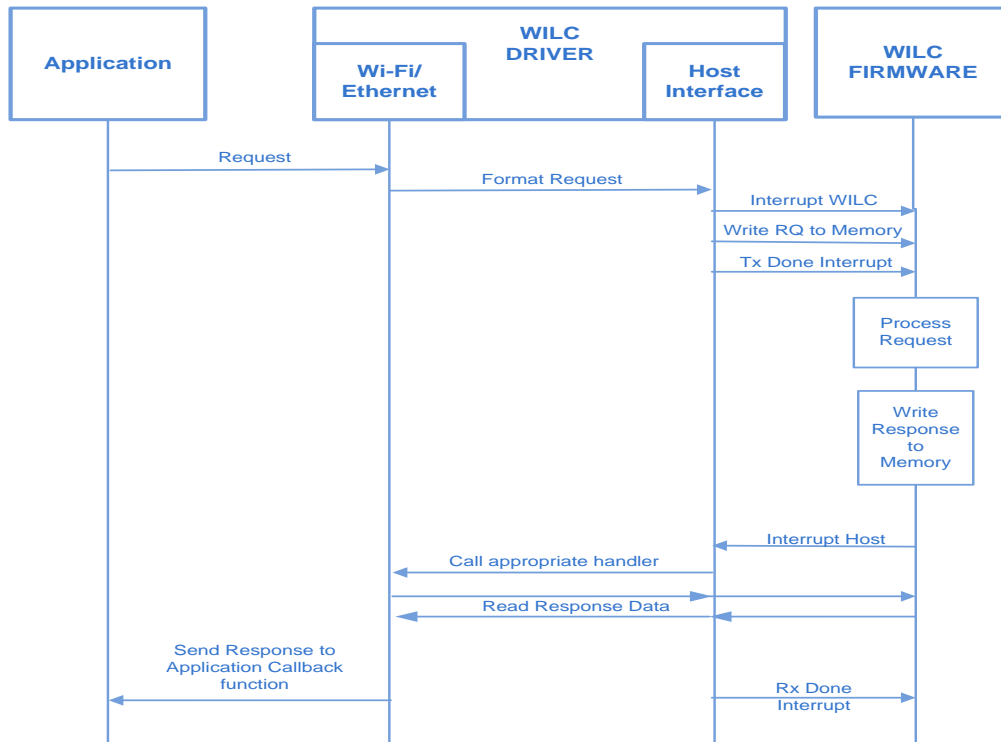 Application
WILC
DRIVER
Wi-Fi/
Ethernet
Host
Interface
WILC
FIRMWARE
Request
Format Request
Interrupt WILC
Write RQ to Memory
Tx Done Interrupt
Process
Request
Write
Response
to
Memory
Interrupt Host
Call appropriate handler
Read Response Data
Send Response to
Application Callback
function
Rx Done
Interrupt